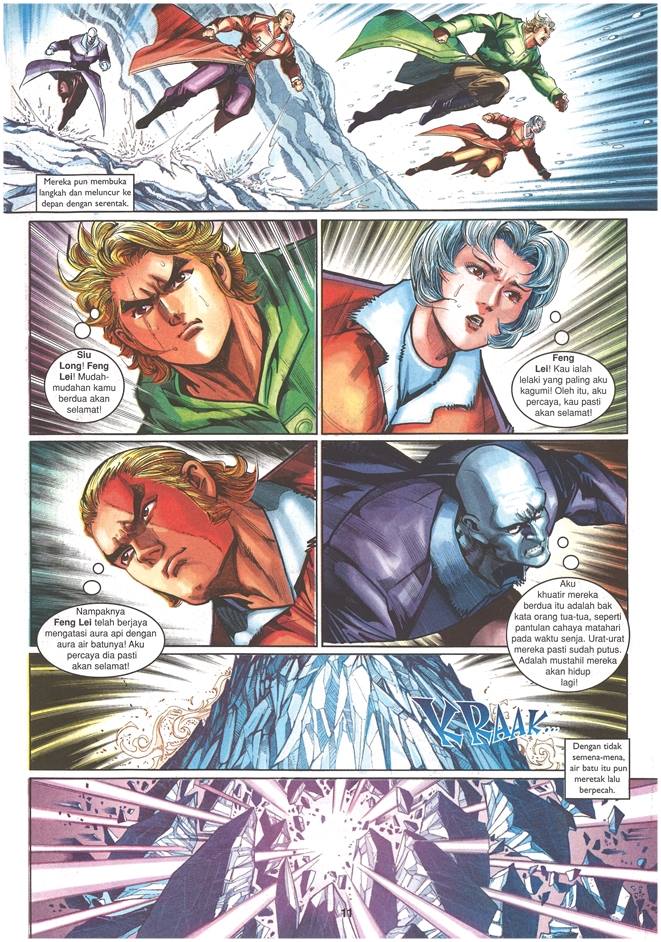 Mereka pun membuka
langkah dan meluncur ke
depan dengan serentak.
Siu
Long! Feng
Lei! Mudah-
mudahan kamu
berdua akan
selamat!
Feng
Lei! Kau ialah
lelaki yang paling aku
kagumi! Oleh itu, aku
percaya, kau pasti
akan selamat!
Nampaknya
Feng Lei telah berjaya
mengatasi aura api dengan
aura air batunya! Aku
percaya dia pasti
akan selamat!
Aku
khuatir mereka
berdua itu adalah bak
kata orang tua-tua, seperti
pantulan cahaya matahari
pada waktu senja. Urat-urat
mereka pasti sudah putus.
Adalah mustahil mereka
akan hidup
lagi!
KRAAK...
Dengan tidak
semena-mena,
air batu itu pun
meretak lalu
berpecah.
11